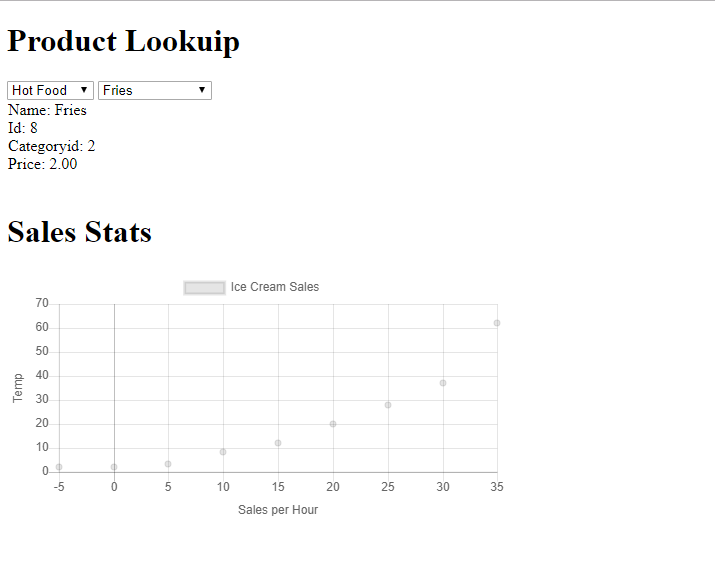 Product Lookuip
Hot Food Fries
Name: Fries
Id: 8
Categoryid: 2
Price: 2.00
Sales Stats
Ice Cream Sales
70
60
50
40
30
20
10
0
Temp
-5 0 5 10 15 20 25 30 35
Sales per Hour